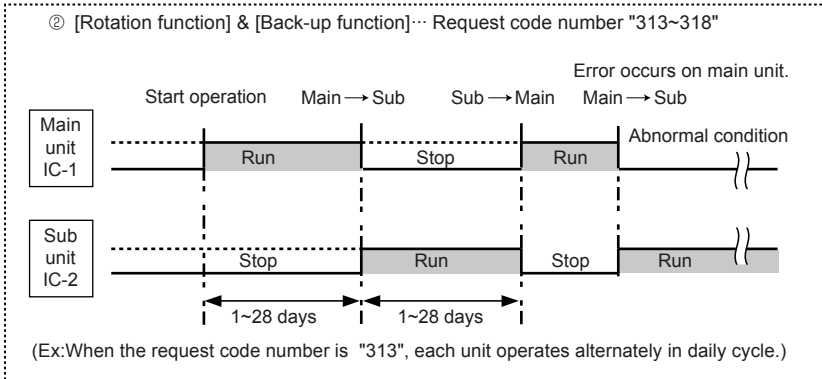 ② [Rotation function] & [Back-up function]··· Request code number "313~318"
Error occurs on main unit.
Start operation Main → Sub Sub → Main Main → Sub
Main
unit
IC-1
Run Stop Run Abnormal condition
Sub
unit
IC-2
Stop Run Stop Run
1~28 days 1~28 days
(Ex:When the request code number is "313", each unit operates alternately in daily cycle.)